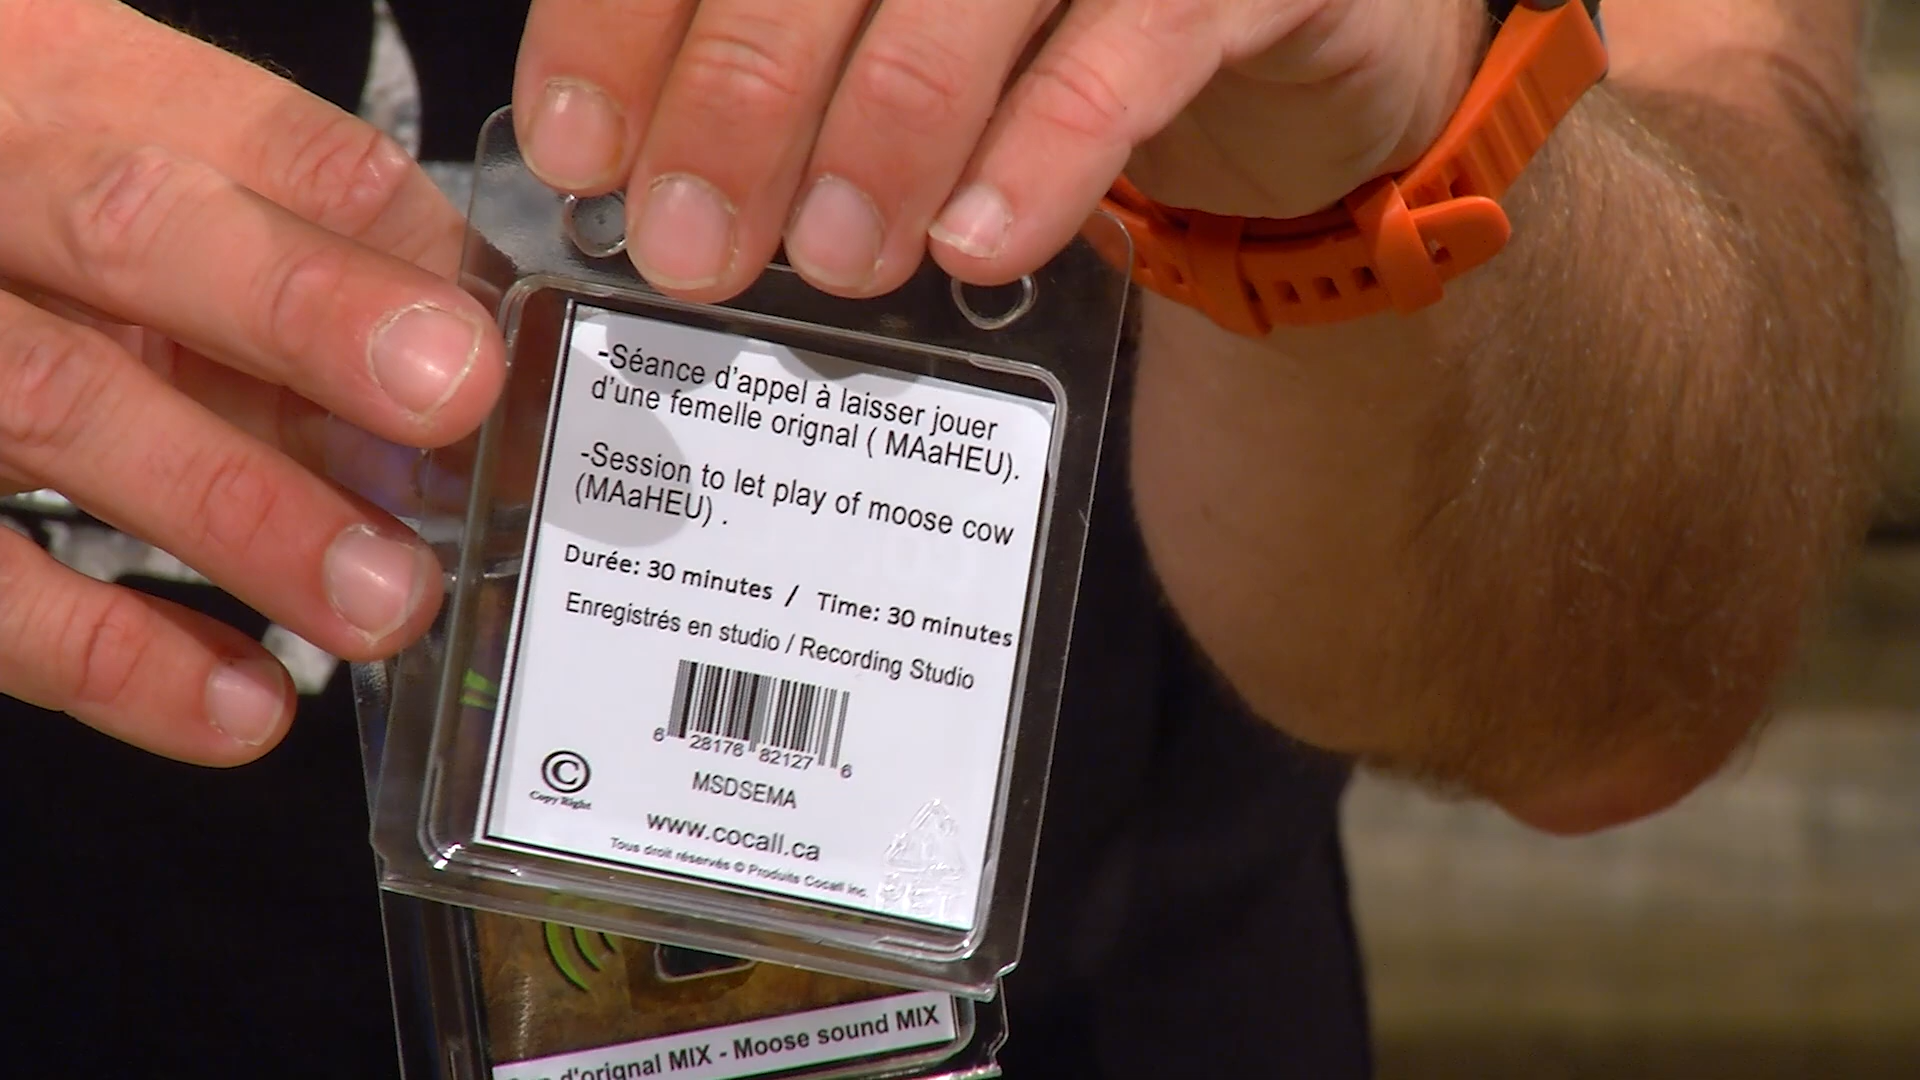 -Séance d'appel à laisser jouer
d'une femelle orignal ( MAaHEU).
-Session to let play of moose cow
(MAaHEU) .
Durée: 30 minutes / Time: 30 minutes
Enregistrés en studio / Recording Studio
6 28176 82127 6
MSDSEMA
© Copy Right
www.cocall.ca
Tous droit réservés © Produits Cocall inc.
d'orignal MIX - Moose sound MIX